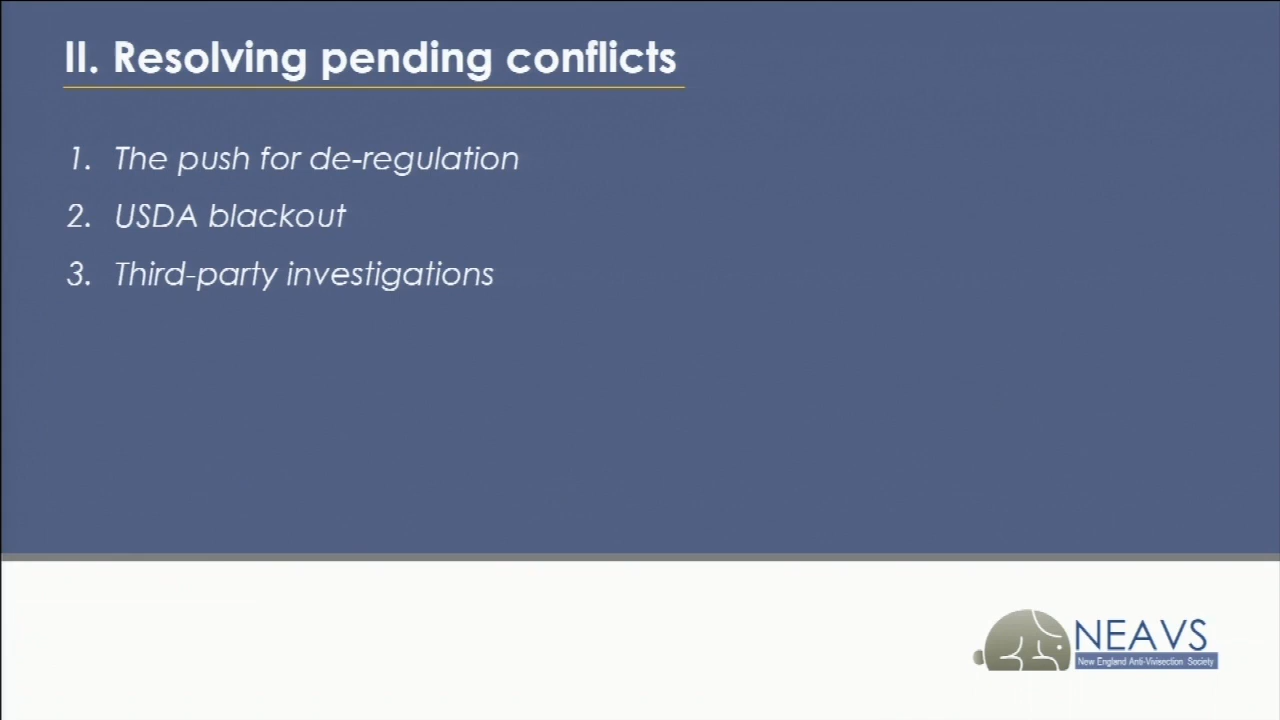 II. Resolving pending conflicts
1. The push for de-regulation
2. USDA blackout
3. Third-party investigations
NEAVS
New England Anti-Vivisection Society